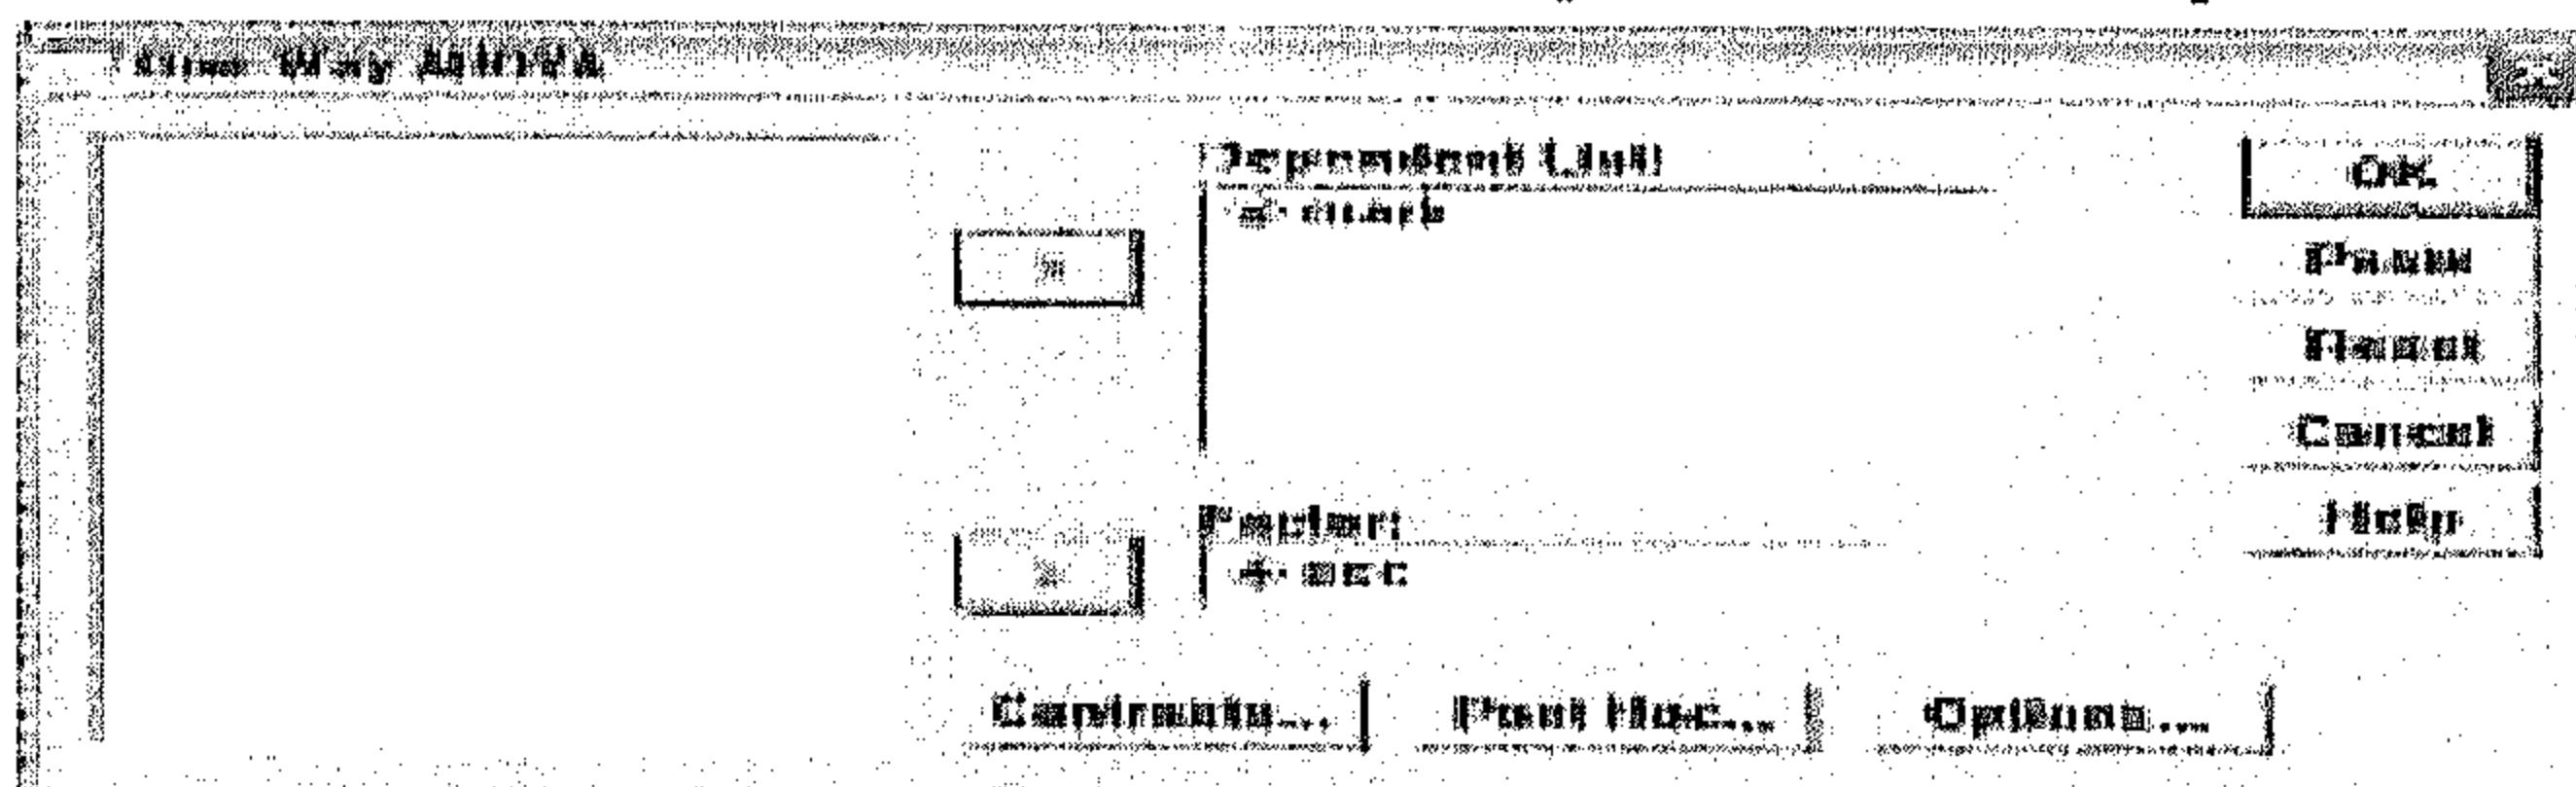 One Way ANOVA
Dependent List
OK
Paste
Reset
Cancel
Factor:
Help
Contrasts...
Post Hoc...
Options...